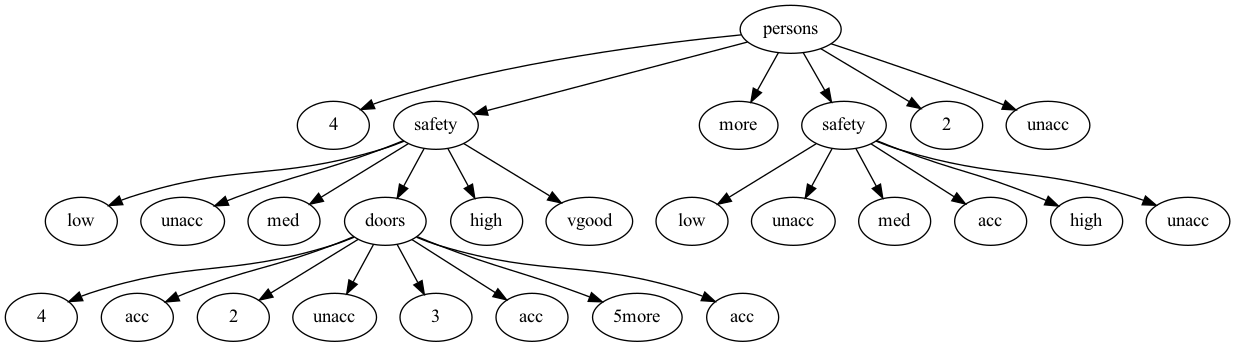 persons
4 safety more safety 2 unacc
low unacc med doors high vgood low unacc med acc high unacc
4 acc 2 unacc 3 acc 5more acc